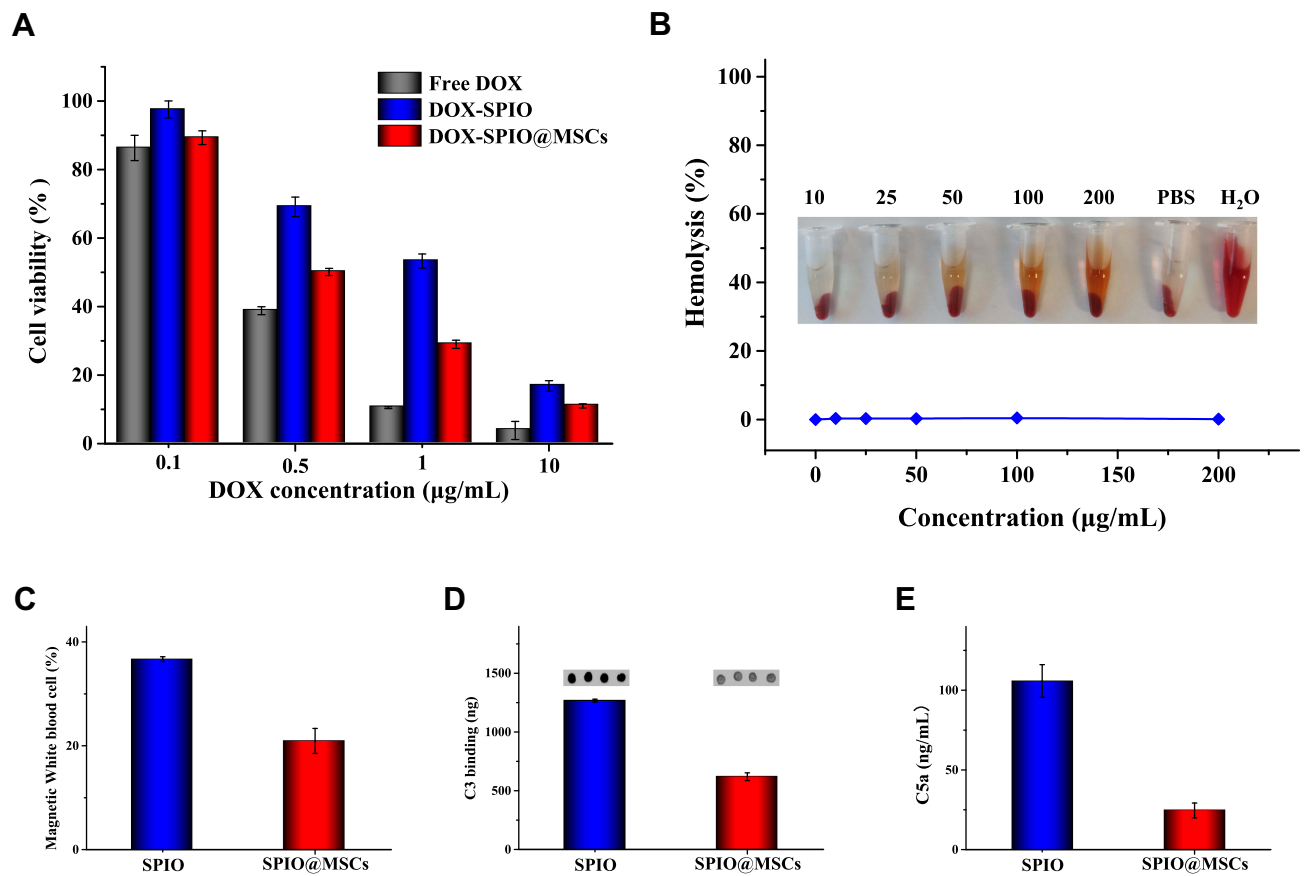 A
Cell viability (% )
100
80
60
40
20
0
Free DOX
DOX-SPIO
DOX-SPIO@MSCs
0.1 0.5 1 10
DOX concentration (μg/mL)
B
Hemolysis (%)
100
80
60
40
20
0
10 25 50 100 200 PBS H₂O
0 50 100 150 200
Concentration (μg/mL)
C
Magnetic White blood cell (%)
40
20
0
SPIO SPIO@MSCs
D
C3 binding (ng)
1500
1000
500
0
SPIO SPIO@MSCs
E
C5a (ng/mL)
100
50
0
SPIO SPIO@MSCs